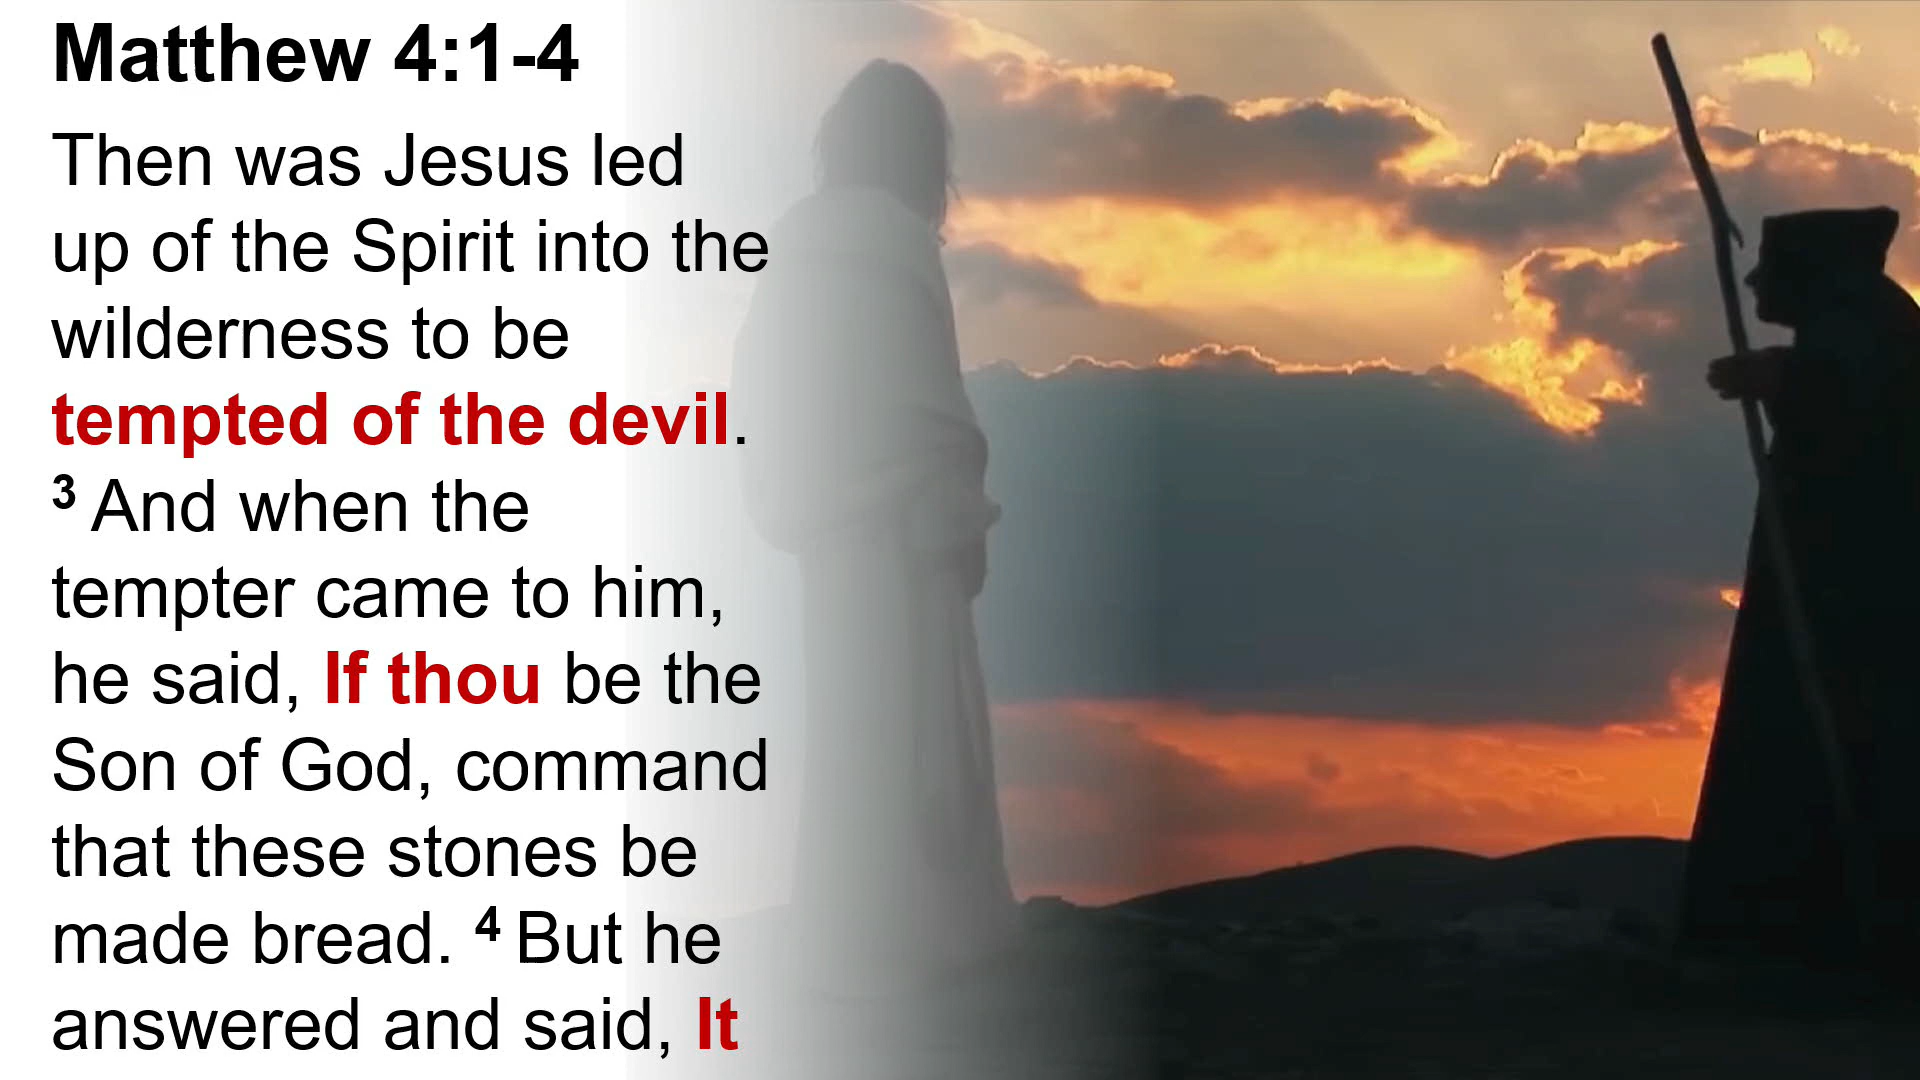 Matthew 4:1-4
Then was Jesus led
up of the Spirit into the
wilderness to be
tempted of the devil.
3 And when the
tempter came to him,
he said, If thou be the
Son of God, command
that these stones be
made bread. 4 But he
answered and said, It